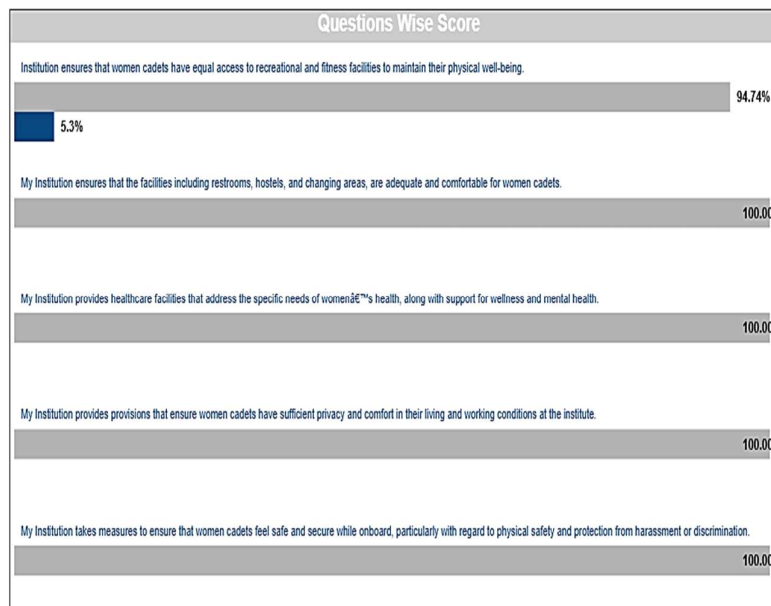 Questions Wise Score
Institution ensures that women cadets have equal access to recreational and fitness facilities to maintain their physical well-being.
94.74%
5.3%
My Institution ensures that the facilities including restrooms, hostels, and changing areas, are adequate and comfortable for women cadets.
100.00
My Institution provides healthcare facilities that address the specific needs of womenâ€™s health, along with support for wellness and mental health.
100.00
My Institution provides provisions that ensure women cadets have sufficient privacy and comfort in their living and working conditions at the institute.
100.00
My Institution takes measures to ensure that women cadets feel safe and secure while onboard, particularly with regard to physical safety and protection from harassment or discrimination.
100.00